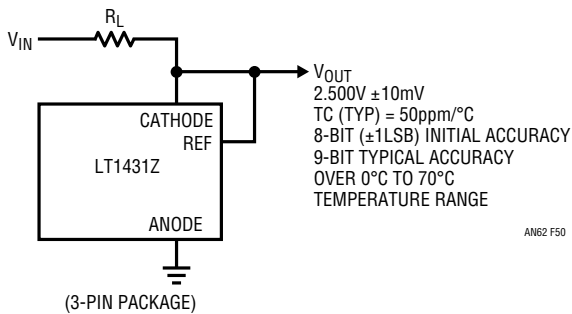 R_L
V_IN
V_OUT
2.500V ±10mV
TC (TYP) = 50ppm/°C
8-BIT (±1LSB) INITIAL ACCURACY
9-BIT TYPICAL ACCURACY
OVER 0°C TO 70°C
TEMPERATURE RANGE
CATHODE
REF
LT1431Z
ANODE
AN62 F50
(3-PIN PACKAGE)